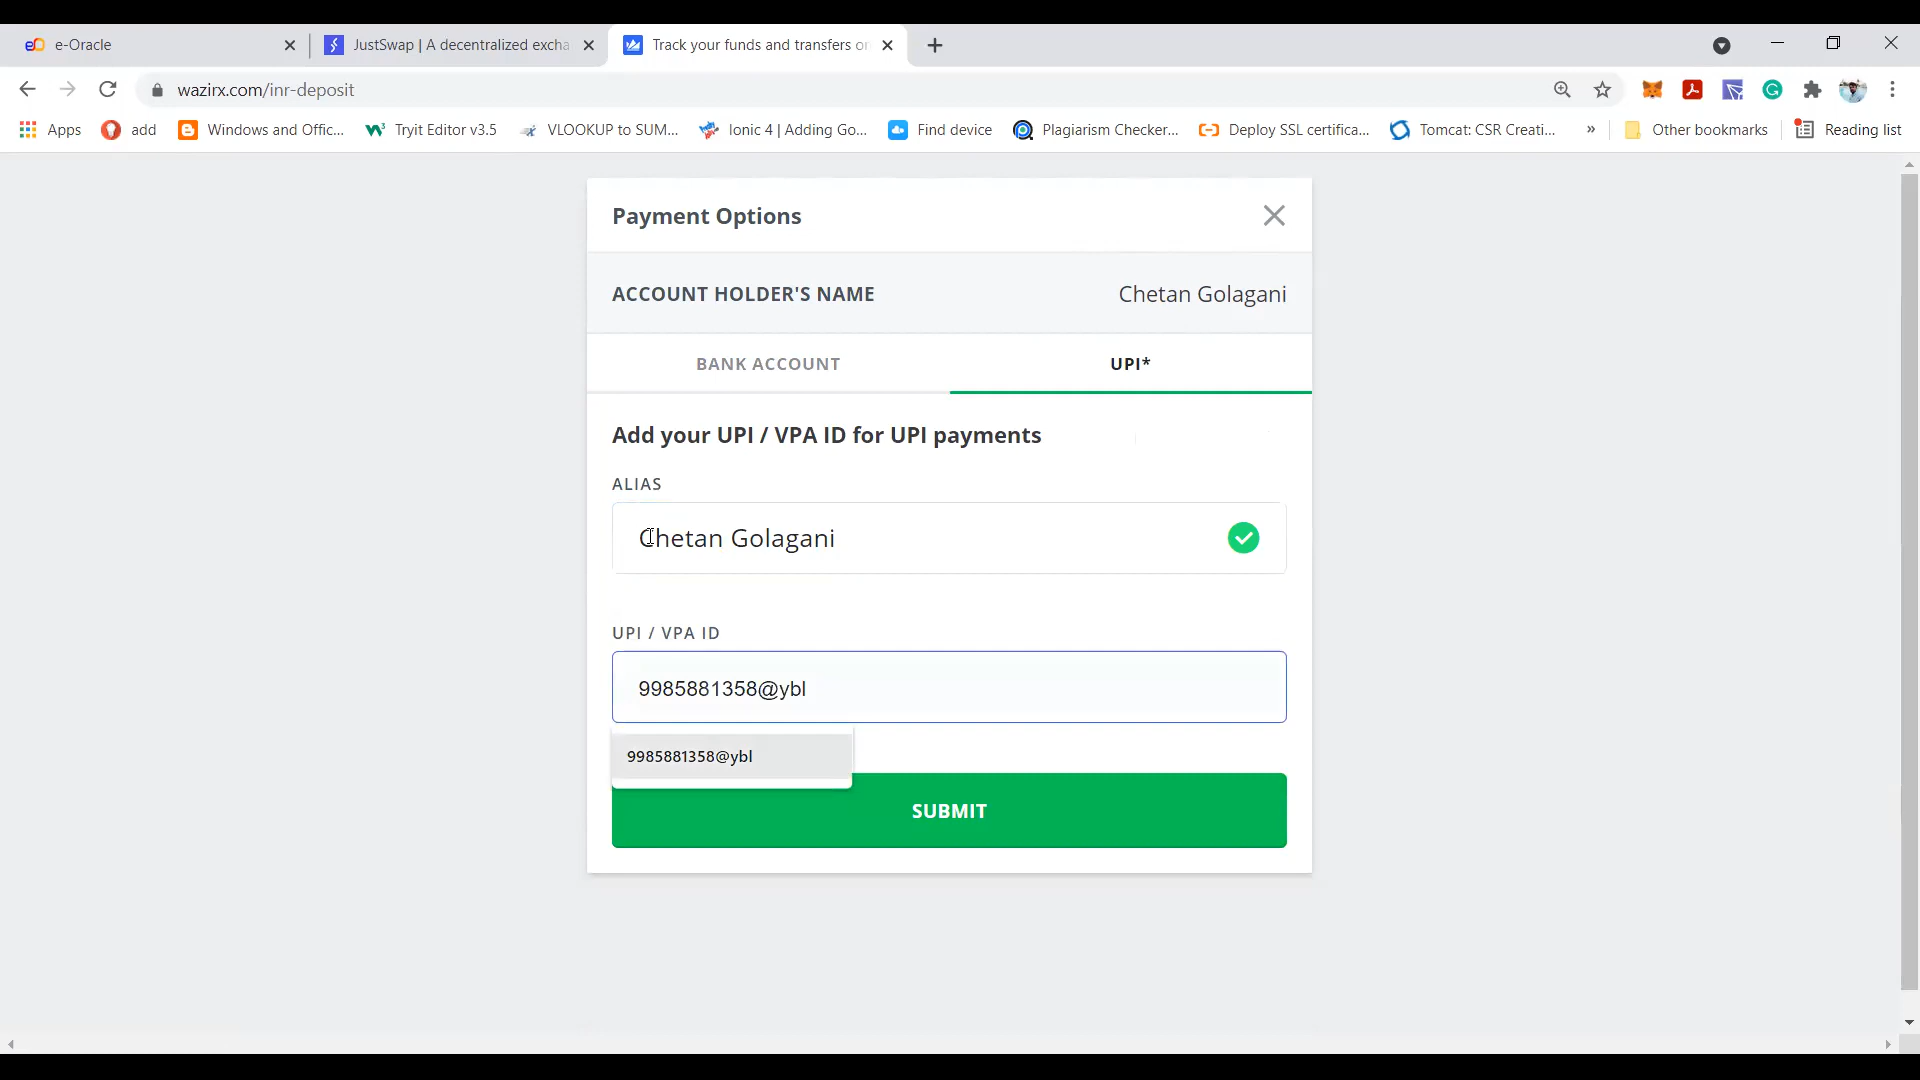 e-Oracle
JustSwap | A decentralized excha
Track your funds and transfers or
wazirx.com/inr-deposit
Apps
add
Windows and Offic...
Tryit Editor v3.5
VLOOKUP to SUM...
Ionic 4 | Adding Go...
Find device
Plagiarism Checker...
Deploy SSL certifica...
Tomcat: CSR Creati...
»
Other bookmarks
Reading list
Payment Options
ACCOUNT HOLDER'S NAME
Chetan Golagani
BANK ACCOUNT
UPI*
Add your UPI / VPA ID for UPI payments
ALIAS
Chetan Golagani
UPI / VPA ID
9985881358@ybl
9985881358@ybl
SUBMIT